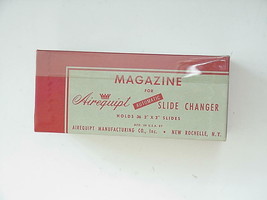 MAGAZINE
FOR
Airequipt AUTOMATIC SLIDE CHANGER
HOLDS 36 2" X 2" SLIDES
MFD. IN U.S.A. BY
AIREQUIPT MANUFACTURING CO., Inc. • NEW ROCHELLE, N.Y.